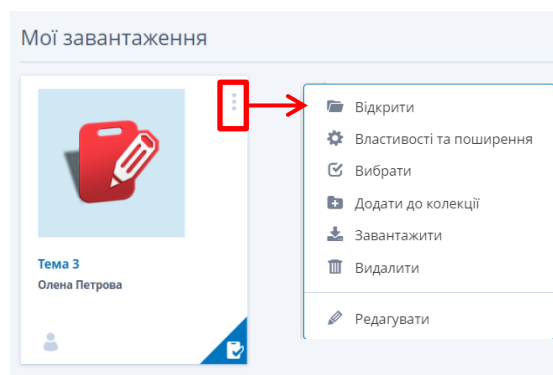 Мої завантаження
Тема 3
Олена Петрова
Відкрити
Властивості та поширення
Вибрати
Додати до колекції
Завантажити
Видалити
Редагувати